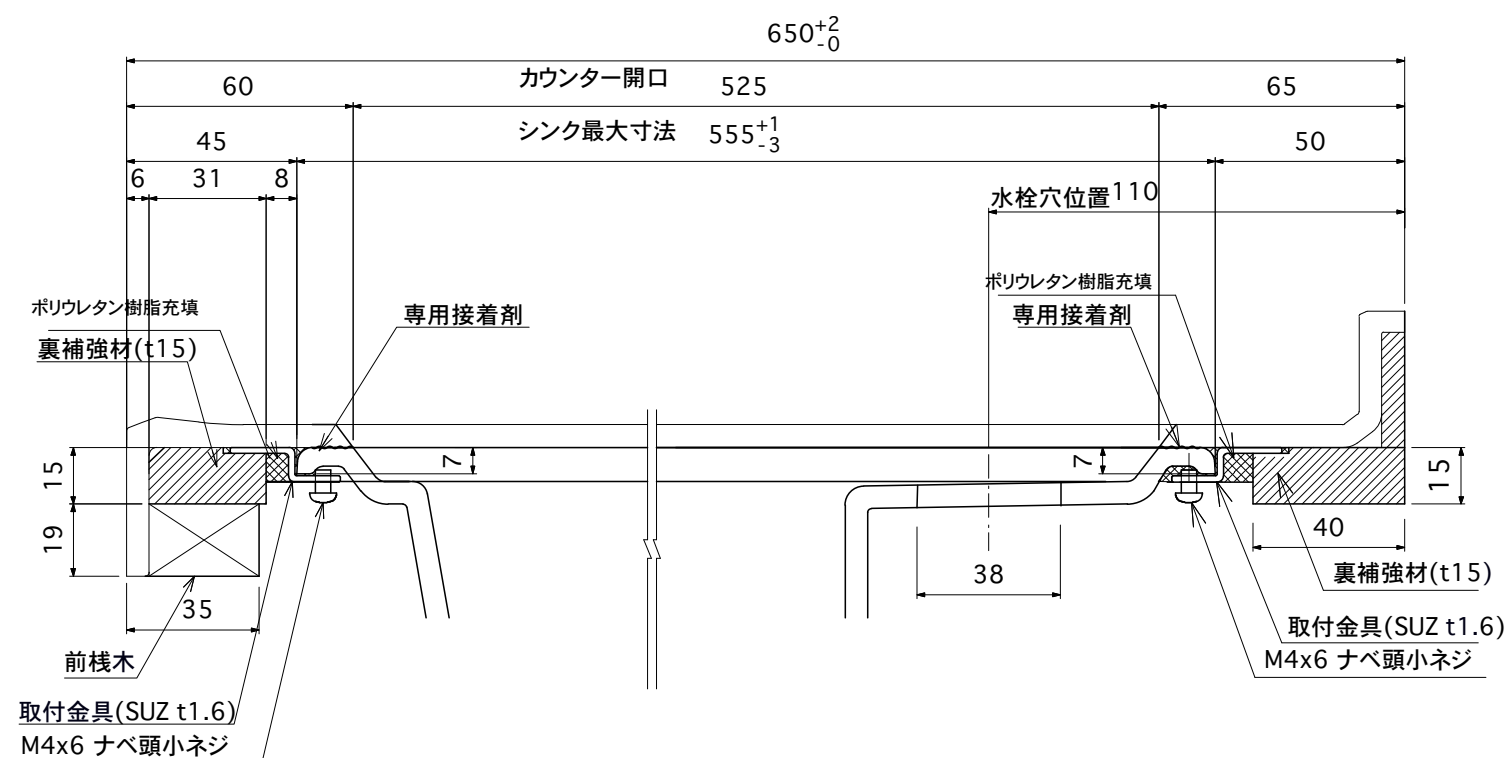 650+2-0
60
カウンター開口
525
65
シンク最大寸法 555+1-3
45
50
6
31
8
水栓穴位置110
ポリウレタン樹脂充填
裏補強材(t15)
専用接着剤
ポリウレタン樹脂充填
専用接着剤
7
7
15
19
15
35
38
40
裏補強材(t15)
前桟木
取付金具(SUZ t1.6)
M4x6 ナベ頭小ネジ
取付金具(SUZ t1.6)
M4x6 ナベ頭小ネジ